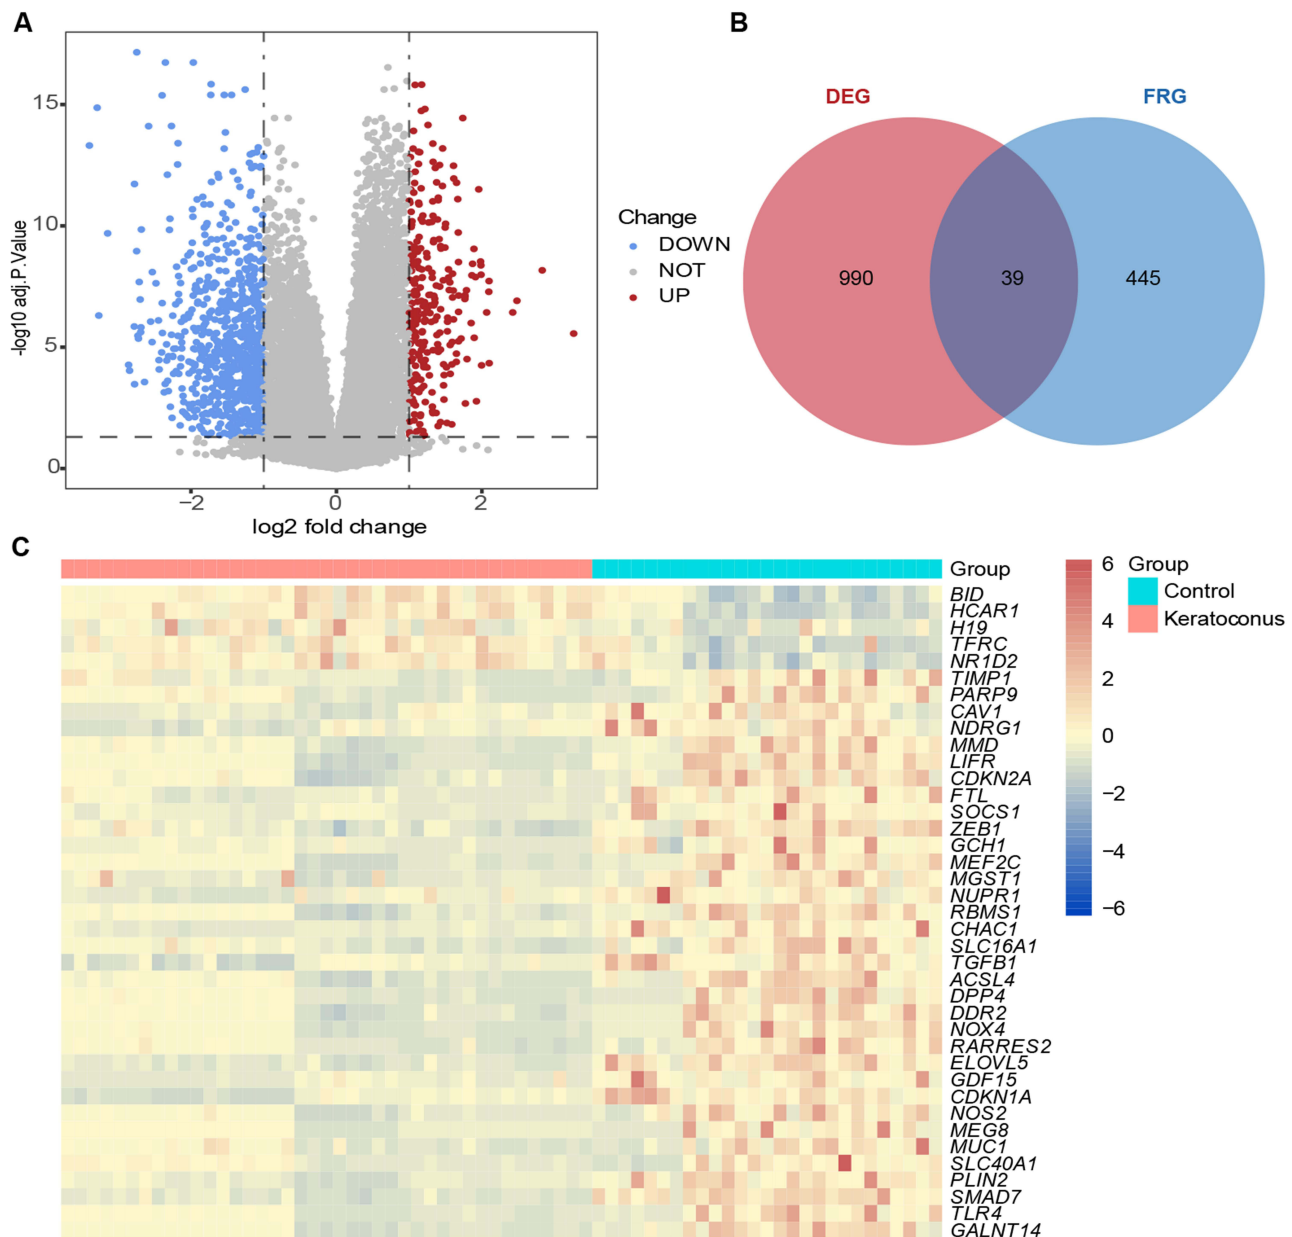 A
15
10
5
0
-log10 adj.P.Value
−2
0
2
log2 fold change
Change
DOWN
NOT
UP
B
DEG
FRG
990
39
445
C
Group
BID
HCAR1
H19
TFRC
NR1D2
TIMP1
PARP9
CAV1
NDRG1
MMD
LIFR
CDKN2A
FTL
SOCS1
ZEB1
GCH1
MEF2C
MGST1
NUPR1
RBMS1
CHAC1
SLC16A1
TGFB1
ACSL4
DPP4
DDR2
NOX4
RARRES2
ELOVL5
GDF15
CDKN1A
NOS2
MEG8
MUC1
SLC40A1
PLIN2
SMAD7
TLR4
GALNT14
6
4
2
0
−2
−4
−6
Group
Control
Keratoconus